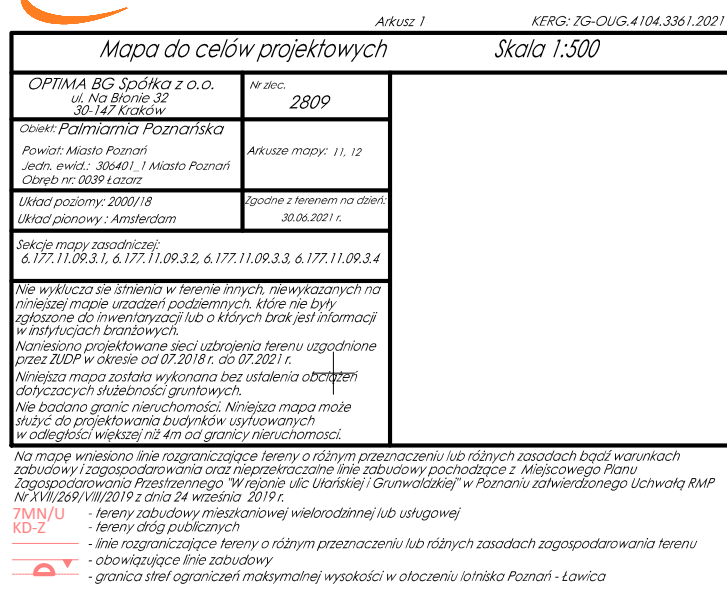 Arkusz 1 KERG: ZG-OUG.4104.3361.2021
Mapa do celów projektowych Skala 1:500
OPTIMA BG Spółka z o.o.
ul. Na Błonie 32
30-147 Kraków
Nr zlec.
2809
Obiekt: Palmiarnia Poznańska
Powiat: Miasto Poznań
Jedn. ewid.: 306401_1 Miasto Poznań
Obręb nr: 0039 Łazarz
Arkusze mapy: 11, 12
Układ poziomy: 2000/18
Układ pionowy : Amsterdam
Zgodne z terenem na dzień:
30.06.2021 r.
Sekcje mapy zasadniczej:
6.177.11.09.3.1, 6.177.11.09.3.2, 6.177.11.09.3.3, 6.177.11.09.3.4
Nie wyklucza sie istnienia w terenie innych, niewykazanych na
niniejszej mapie urzadzeń podziemnych. które nie były
zgłoszone do inwentaryzacji lub o których brak jest informacji
w instytucjach branżowych.
Naniesiono projektowane sieci uzbrojenia terenu uzgodnione
przez ZUDP w okresie od 07.2018 r. do 07.2021 r.
Niniejsza mapa została wykonana bez ustalenia obciążeń
dotyczacych służebności gruntowych.
Nie badano granic nieruchomości. Niniejsza mapa może
służyć do projektowania budynków usytuowanych
w odległości większej niż 4m od granicy nieruchomosci.
Na mapę wniesiono linie rozgraniczające tereny o różnym przeznaczeniu lub różnych zasadach bądź warunkach
zabudowy i zagospodarowania oraz nieprzekraczalne linie zabudowy pochodzące z Miejscowego Planu
Zagospodarowania Przestrzennego "W rejonie ulic Ułańskiej i Grunwaldzkiej" w Poznaniu zatwierdzonego Uchwałą RMP
Nr XVII/269/VIII/2019 z dnia 24 września 2019 r.
7MN/U - tereny zabudowy mieszkaniowej wielorodzinnej lub usługowej
KD-Z - tereny dróg publicznych
- linie rozgraniczające tereny o różnym przeznaczeniu lub różnych zasadach zagospodarowania terenu
- obowiązujące linie zabudowy
- granica stref ograniczeń maksymalnej wysokości w otoczeniu lotniska Poznań - Ławica